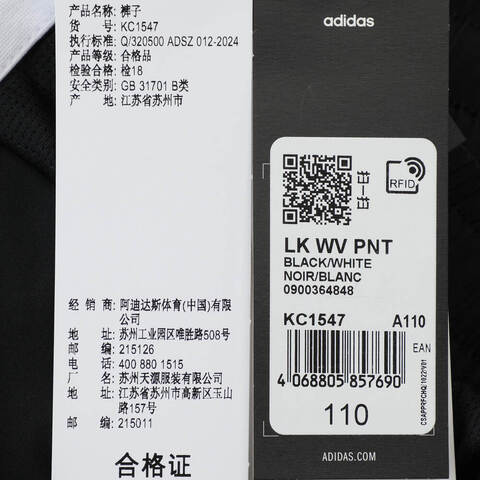 产品名称: 裤子
货 号: KC1547
执行标准: Q/320500 ADSZ 012-2024
产品等级: 合格品
检验合格: 检18
安全类别: GB 31701 B类
产 地: 江苏省苏州市
经 销 商: 阿迪达斯体育(中国)有限
公司
地 址: 苏州工业园区唯胜路508号
邮 编: 215126
电 话: 400 880 1515
厂 名: 苏州天源服装有限公司
地 址: 江苏省苏州市高新区玉山
路157号
邮 编: 215011
合格证
adidas
RFID
LK WV PNT
BLACK/WHITE
NOIR/BLANC
0900364848
KC1547 A110
EAN
4 068805 857690
110
ADIDAS.COM